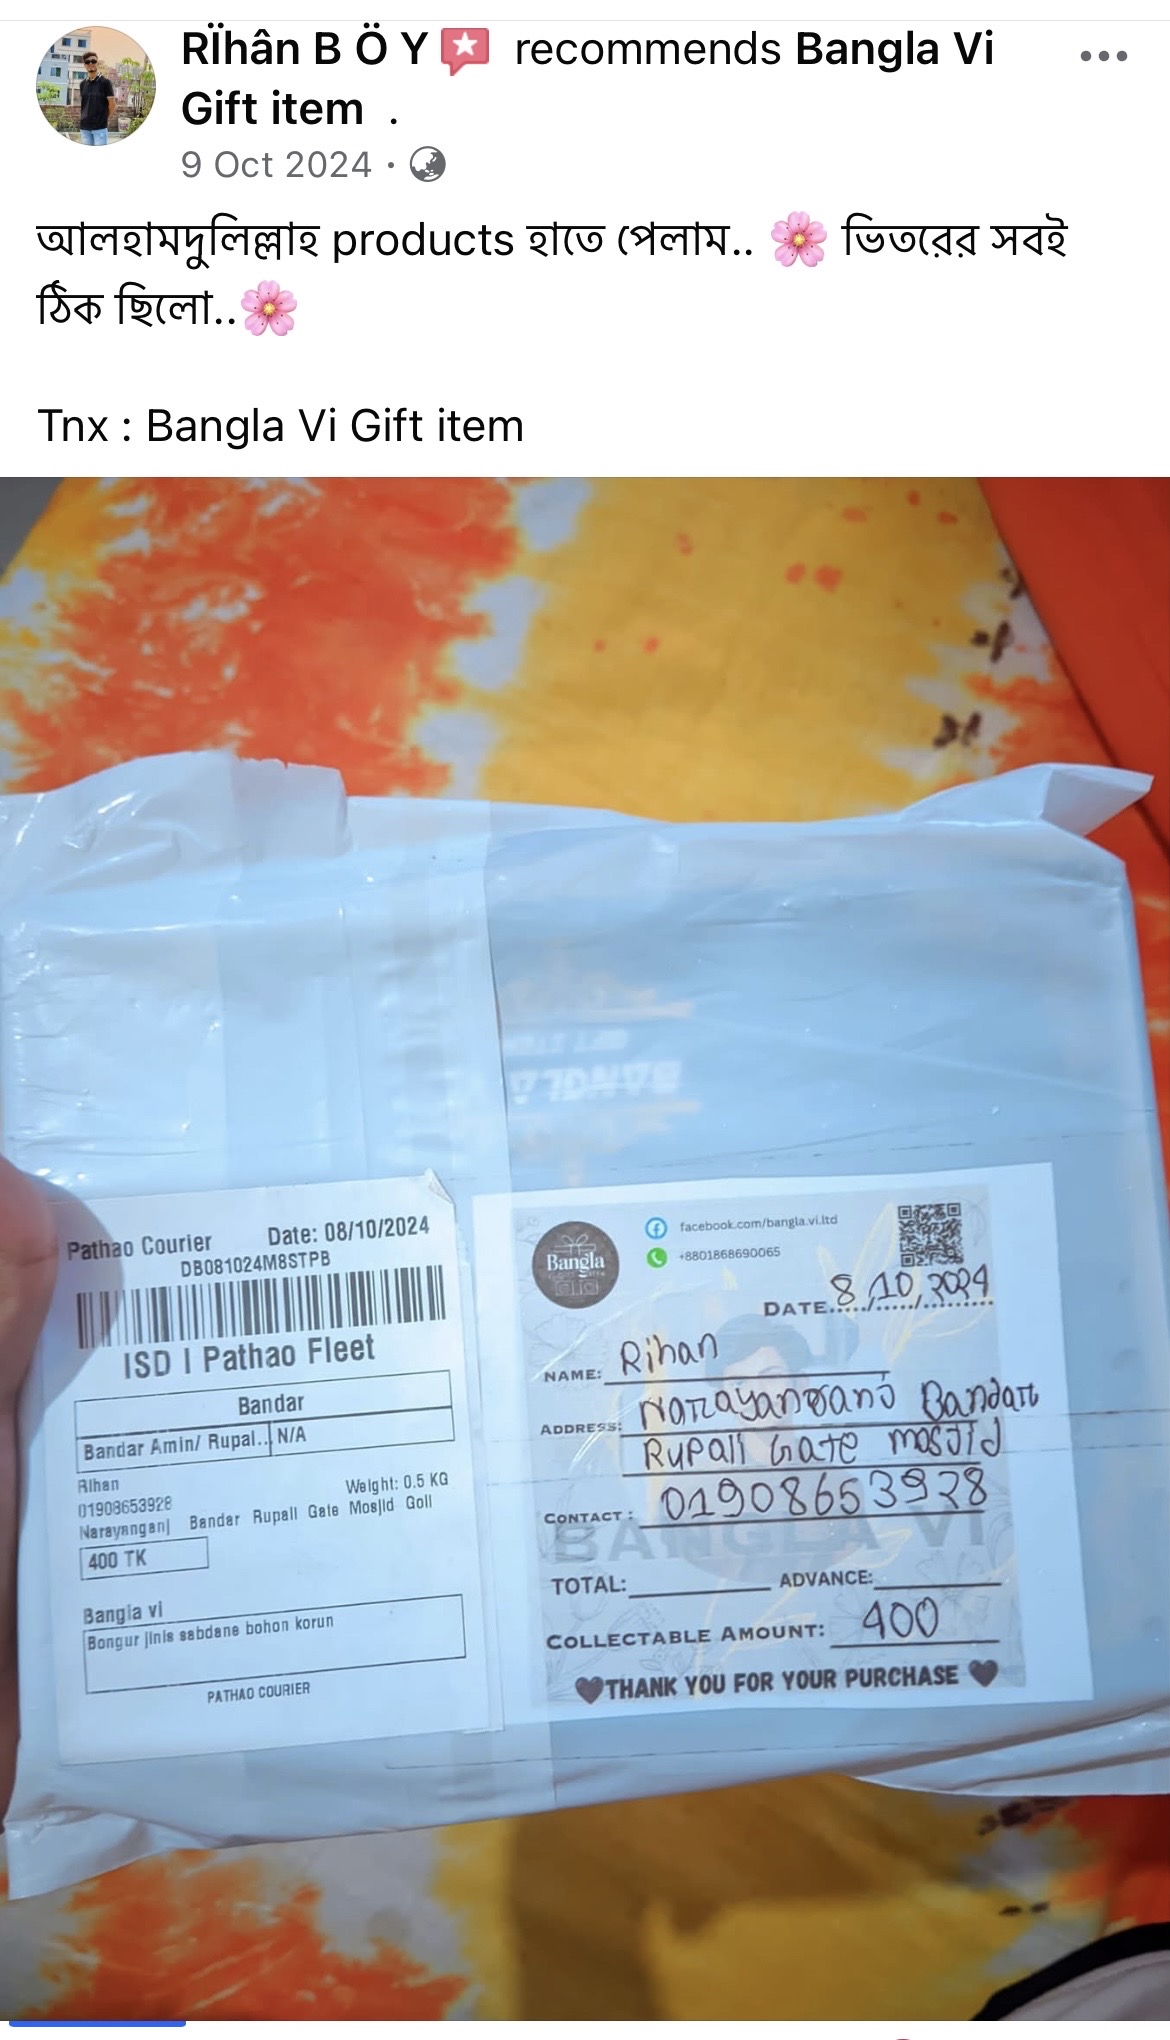 RÏhân B Ö Y recommends Bangla Vi
Gift item .
9 Oct 2024 ·
আলহামদুলিল্লাহ products হাতে পেলাম.. 🌸 ভিতরের সবই
ঠিক ছিলো..🌸
Tnx : Bangla Vi Gift item
BANGLA
Pathao Courier Date: 08/10/2024
DB081024M8STPB
ISD | Pathao Fleet
Bandar
Bandar Amin/ Rupal.. N/A
Rihan
01908653928 Weight: 0.5 KG
Narayanganj Bandar Rupali Gate Mosjid Goli
400 TK
Bangla vi
Bongur jinis sabdane bohon korun
PATHAO COURIER
Bangla
facebook.com/bangla.vi.ltd
+8801868690065
DATE 8/10/2024
NAME: Rihan
ADDRESS: Narayanganj Bandar
Rupali Gate mosjid
CONTACT: 01908653928
BANGLA VI
TOTAL: ADVANCE:
COLLECTABLE AMOUNT: 400
THANK YOU FOR YOUR PURCHASE